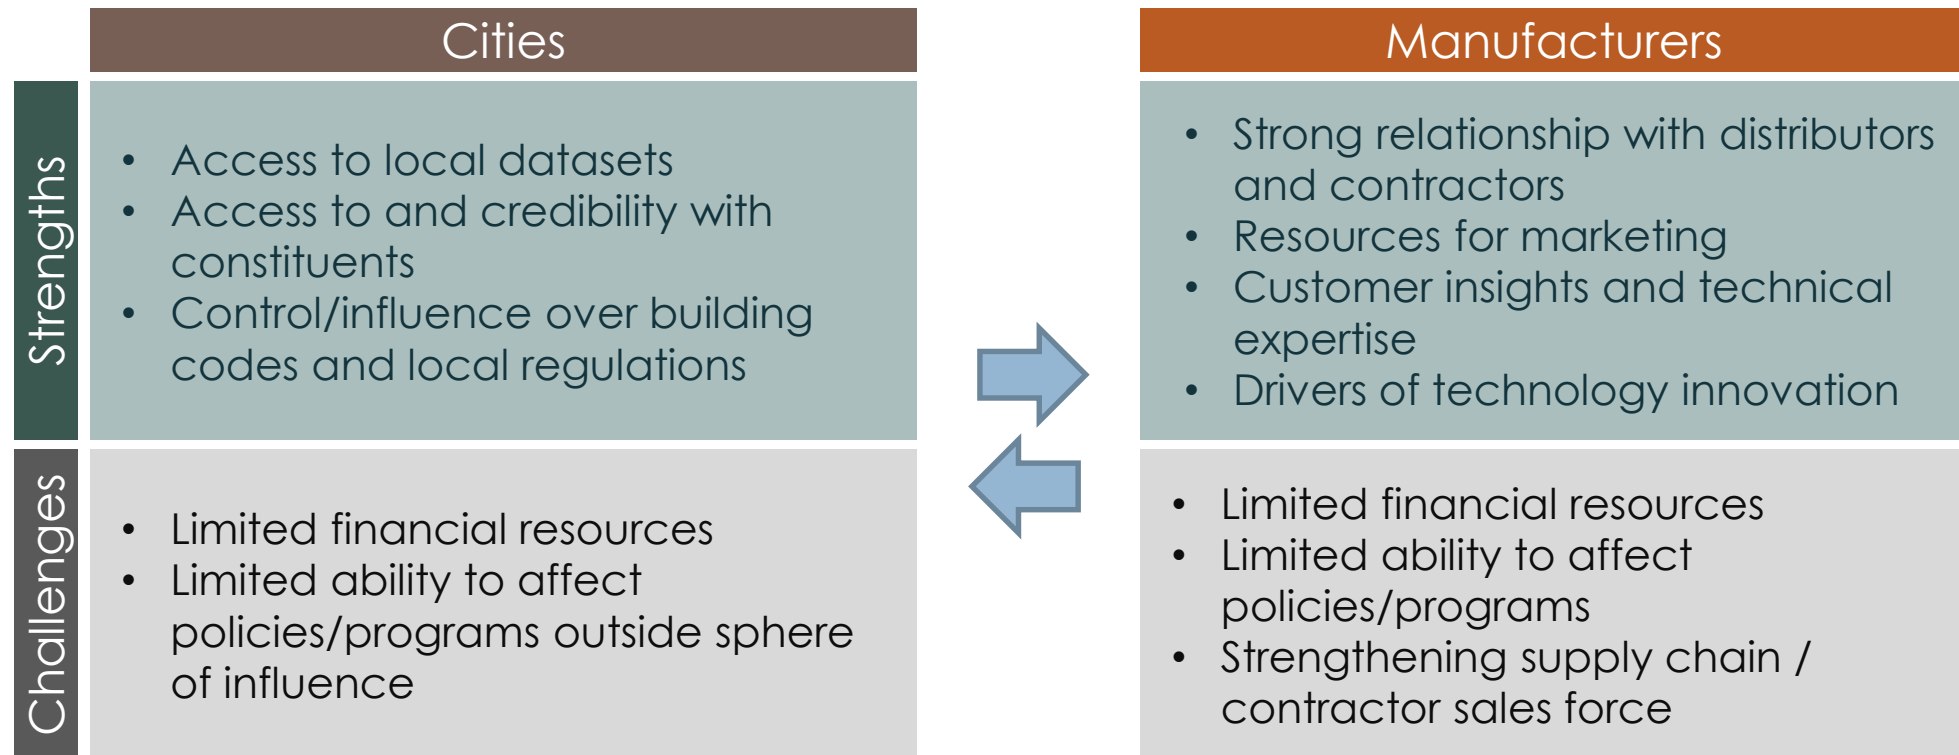 Cities
Manufacturers
Strengths
• Access to local datasets
• Access to and credibility with
constituents
• Control/influence over building
codes and local regulations
• Strong relationship with distributors
and contractors
• Resources for marketing
• Customer insights and technical
expertise
• Drivers of technology innovation
Challenges
• Limited financial resources
• Limited ability to affect
policies/programs outside sphere
of influence
• Limited financial resources
• Limited ability to affect
policies/programs
• Strengthening supply chain /
contractor sales force